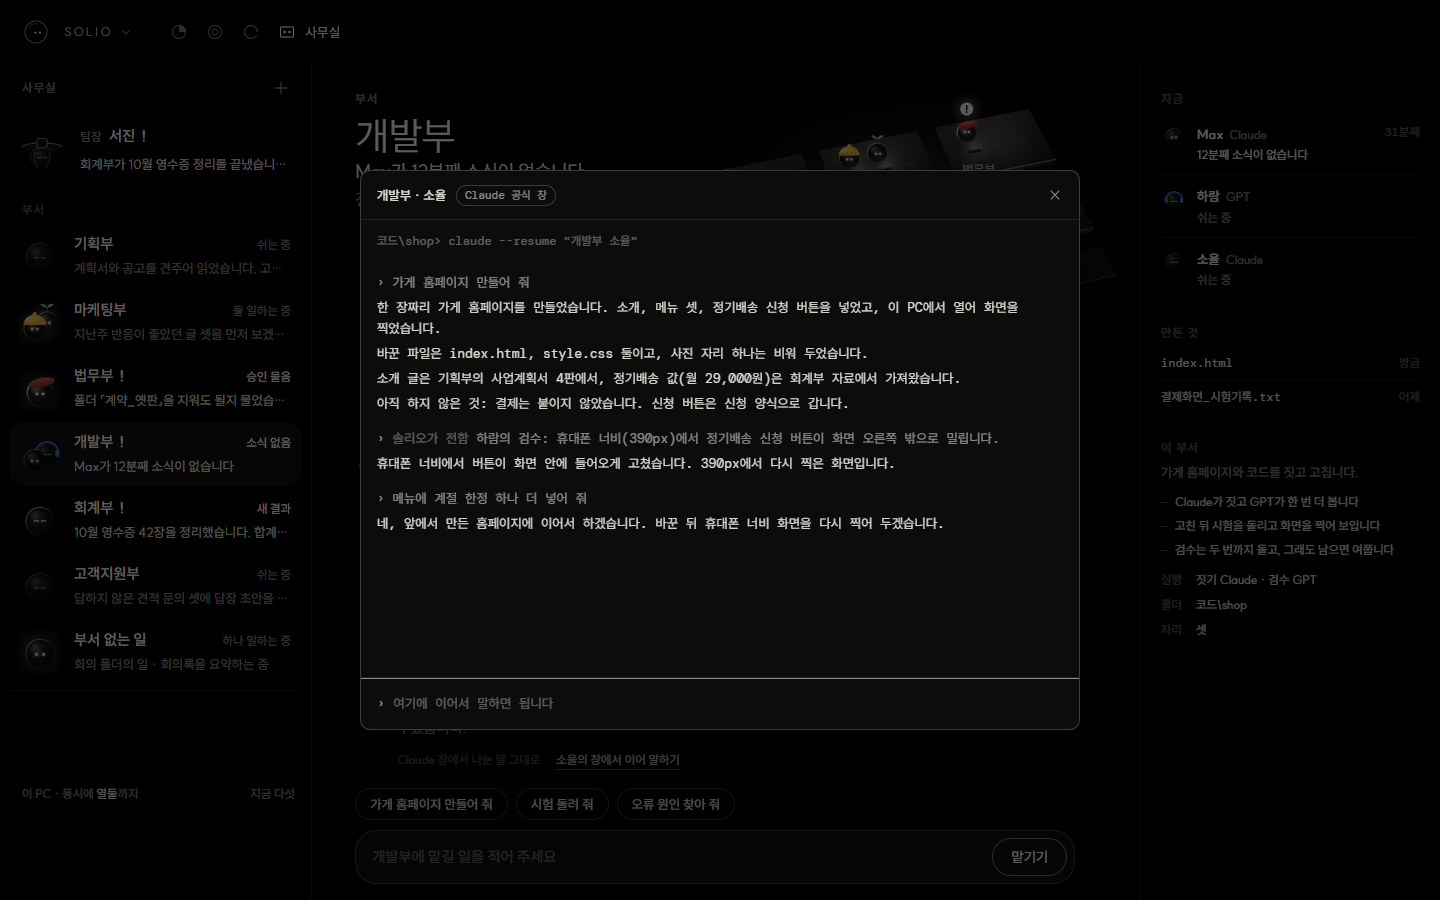 SOLIO
사무실
사무실
팀장 서진 !
회계부가 10월 영수증 정리를 끝냈습니…
부서
기획부 쉬는 중
계획서와 공고를 견주어 읽었습니다. 고…
마케팅부 둘 일하는 중
지난주 반응이 좋았던 글 셋을 먼저 보겠…
법무부 ! 승인 물음
폴더 「계약_옛판」을 지워도 될지 물었습…
개발부 ! 소식 없음
Max가 12분째 소식이 없습니다
회계부 ! 새 결과
10월 영수증 42장을 정리했습니다. 합계…
고객지원부 쉬는 중
답하지 않은 견적 문의 셋에 답장 초안을 …
부서 없는 일 하나 일하는 중
회의 폴더의 일 · 회의록을 요약하는 중
이 PC · 동시에 열둘까지 지금 다섯
부서
개발부
Max가 12분째 소식이 없습니다
법무부
개발부 · 소율 Claude 공식 창
코드\shop> claude --resume "개발부 소율"
› 가게 홈페이지 만들어 줘
한 장짜리 가게 홈페이지를 만들었습니다. 소개, 메뉴 셋, 정기배송 신청 버튼을 넣었고, 이 PC에서 열어 화면을
찍었습니다.
바꾼 파일은 index.html, style.css 둘이고, 사진 자리 하나는 비워 두었습니다.
소개 글은 기획부의 사업계획서 4판에서, 정기배송 값(월 29,000원)은 회계부 자료에서 가져왔습니다.
아직 하지 않은 것: 결제는 붙이지 않았습니다. 신청 버튼은 신청 양식으로 갑니다.
› 솔리오가 전함 하람의 검수: 휴대폰 너비(390px)에서 정기배송 신청 버튼이 화면 오른쪽 밖으로 밀립니다.
휴대폰 너비에서 버튼이 화면 안에 들어오게 고쳤습니다. 390px에서 다시 찍은 화면입니다.
› 메뉴에 계절 한정 하나 더 넣어 줘
네, 앞에서 만든 홈페이지에 이어서 하겠습니다. 바꾼 뒤 휴대폰 너비 화면을 다시 찍어 두겠습니다.
› 여기에 이어서 말하면 됩니다
Claude 창에서 나눈 말 그대로 소율의 창에서 이어 말하기
가게 홈페이지 만들어 줘 시험 돌려 줘 오류 원인 찾아 줘
개발부에 맡길 일을 적어 주세요 맡기기
지금
Max Claude 31분째
12분째 소식이 없습니다
하람 GPT
쉬는 중
소율 Claude
쉬는 중
만든 것
index.html 방금
결제화면_시험기록.txt 어제
이 부서
가게 홈페이지와 코드를 짓고 고칩니다.
– Claude가 짓고 GPT가 한 번 더 봅니다
– 고친 뒤 시험을 돌리고 화면을 찍어 보입니다
– 검수는 두 번까지 돌고, 그래도 남으면 여쭙니다
실행 짓기 Claude · 검수 GPT
폴더 코드\shop
자리 셋